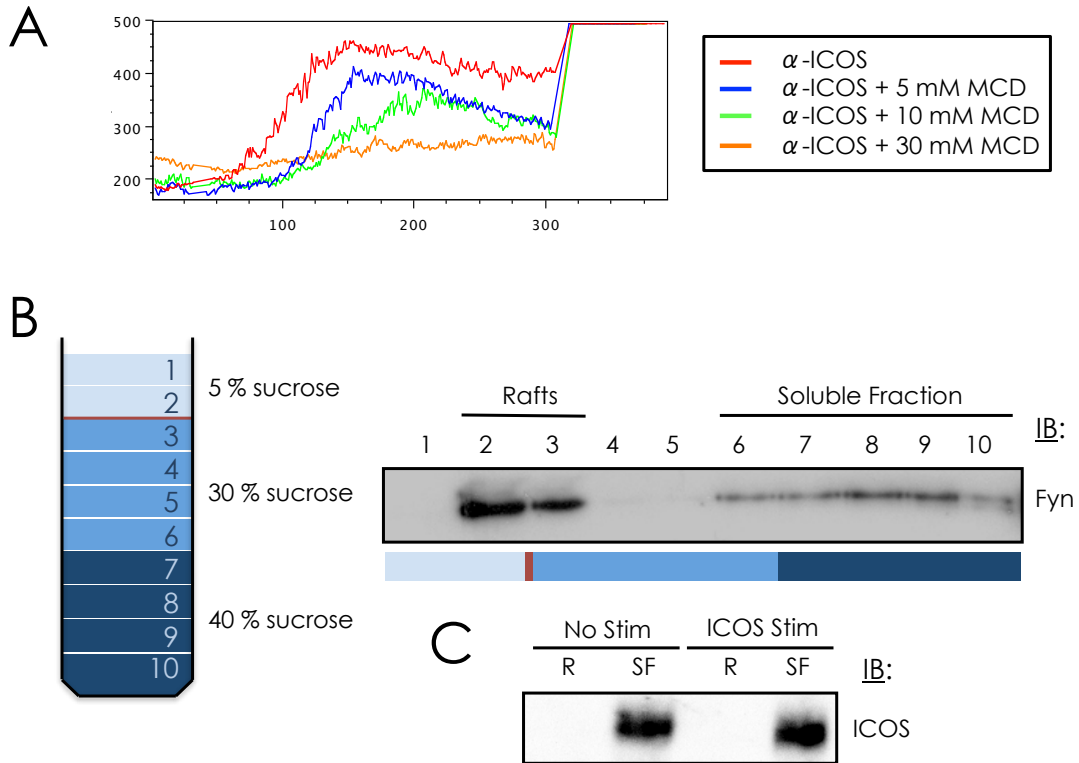 A
500
400
300
200
100 200 300
α-ICOS
α-ICOS + 5 mM MCD
α-ICOS + 10 mM MCD
α-ICOS + 30 mM MCD
B
1
2
3
4
5
6
7
8
9
10
5 % sucrose
30 % sucrose
40 % sucrose
Rafts Soluble Fraction
1 2 3 4 5 6 7 8 9 10 IB:
Fyn
C
No Stim ICOS Stim
R SF R SF IB:
ICOS